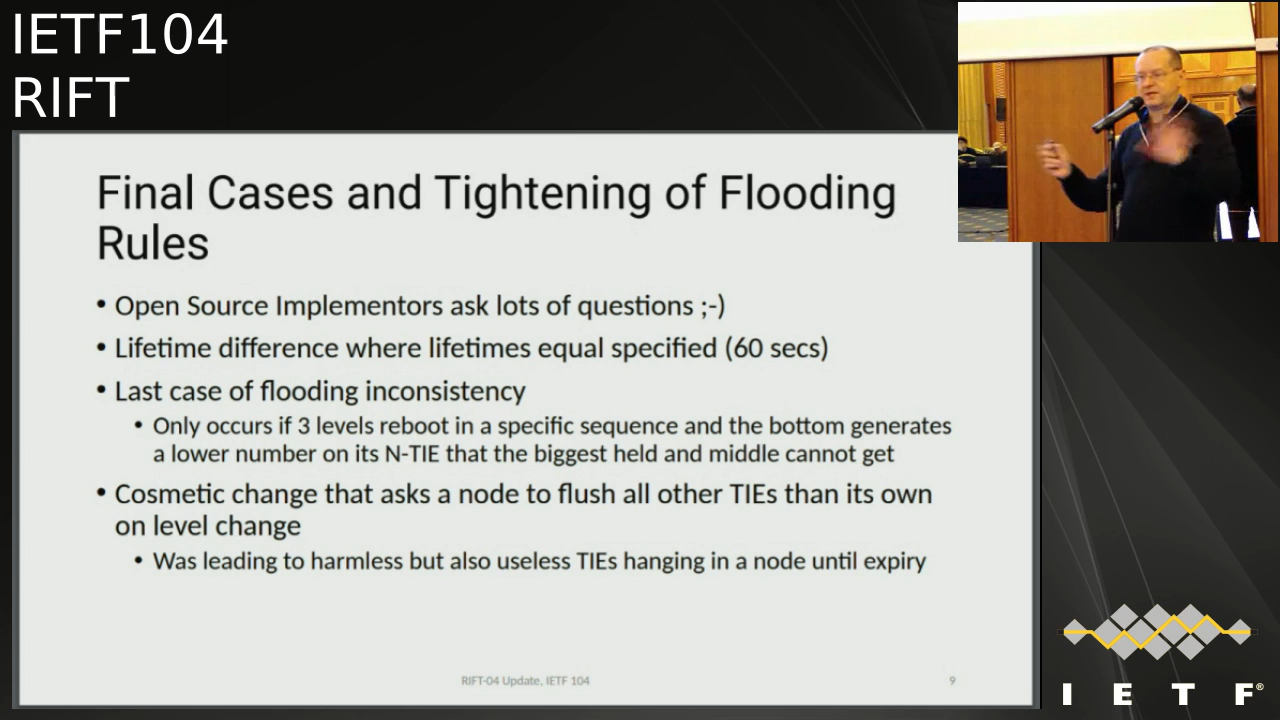 IETF104
RIFT
Final Cases and Tightening of Flooding
Rules
• Open Source Implementors ask lots of questions ;-)
• Lifetime difference where lifetimes equal specified (60 secs)
• Last case of flooding inconsistency
• Only occurs if 3 levels reboot in a specific sequence and the bottom generates
a lower number on its N-TIE that the biggest held and middle cannot get
• Cosmetic change that asks a node to flush all other TIEs than its own
on level change
• Was leading to harmless but also useless TIEs hanging in a node until expiry
RIFT-04 Update, IETF 104
9
I E T F®